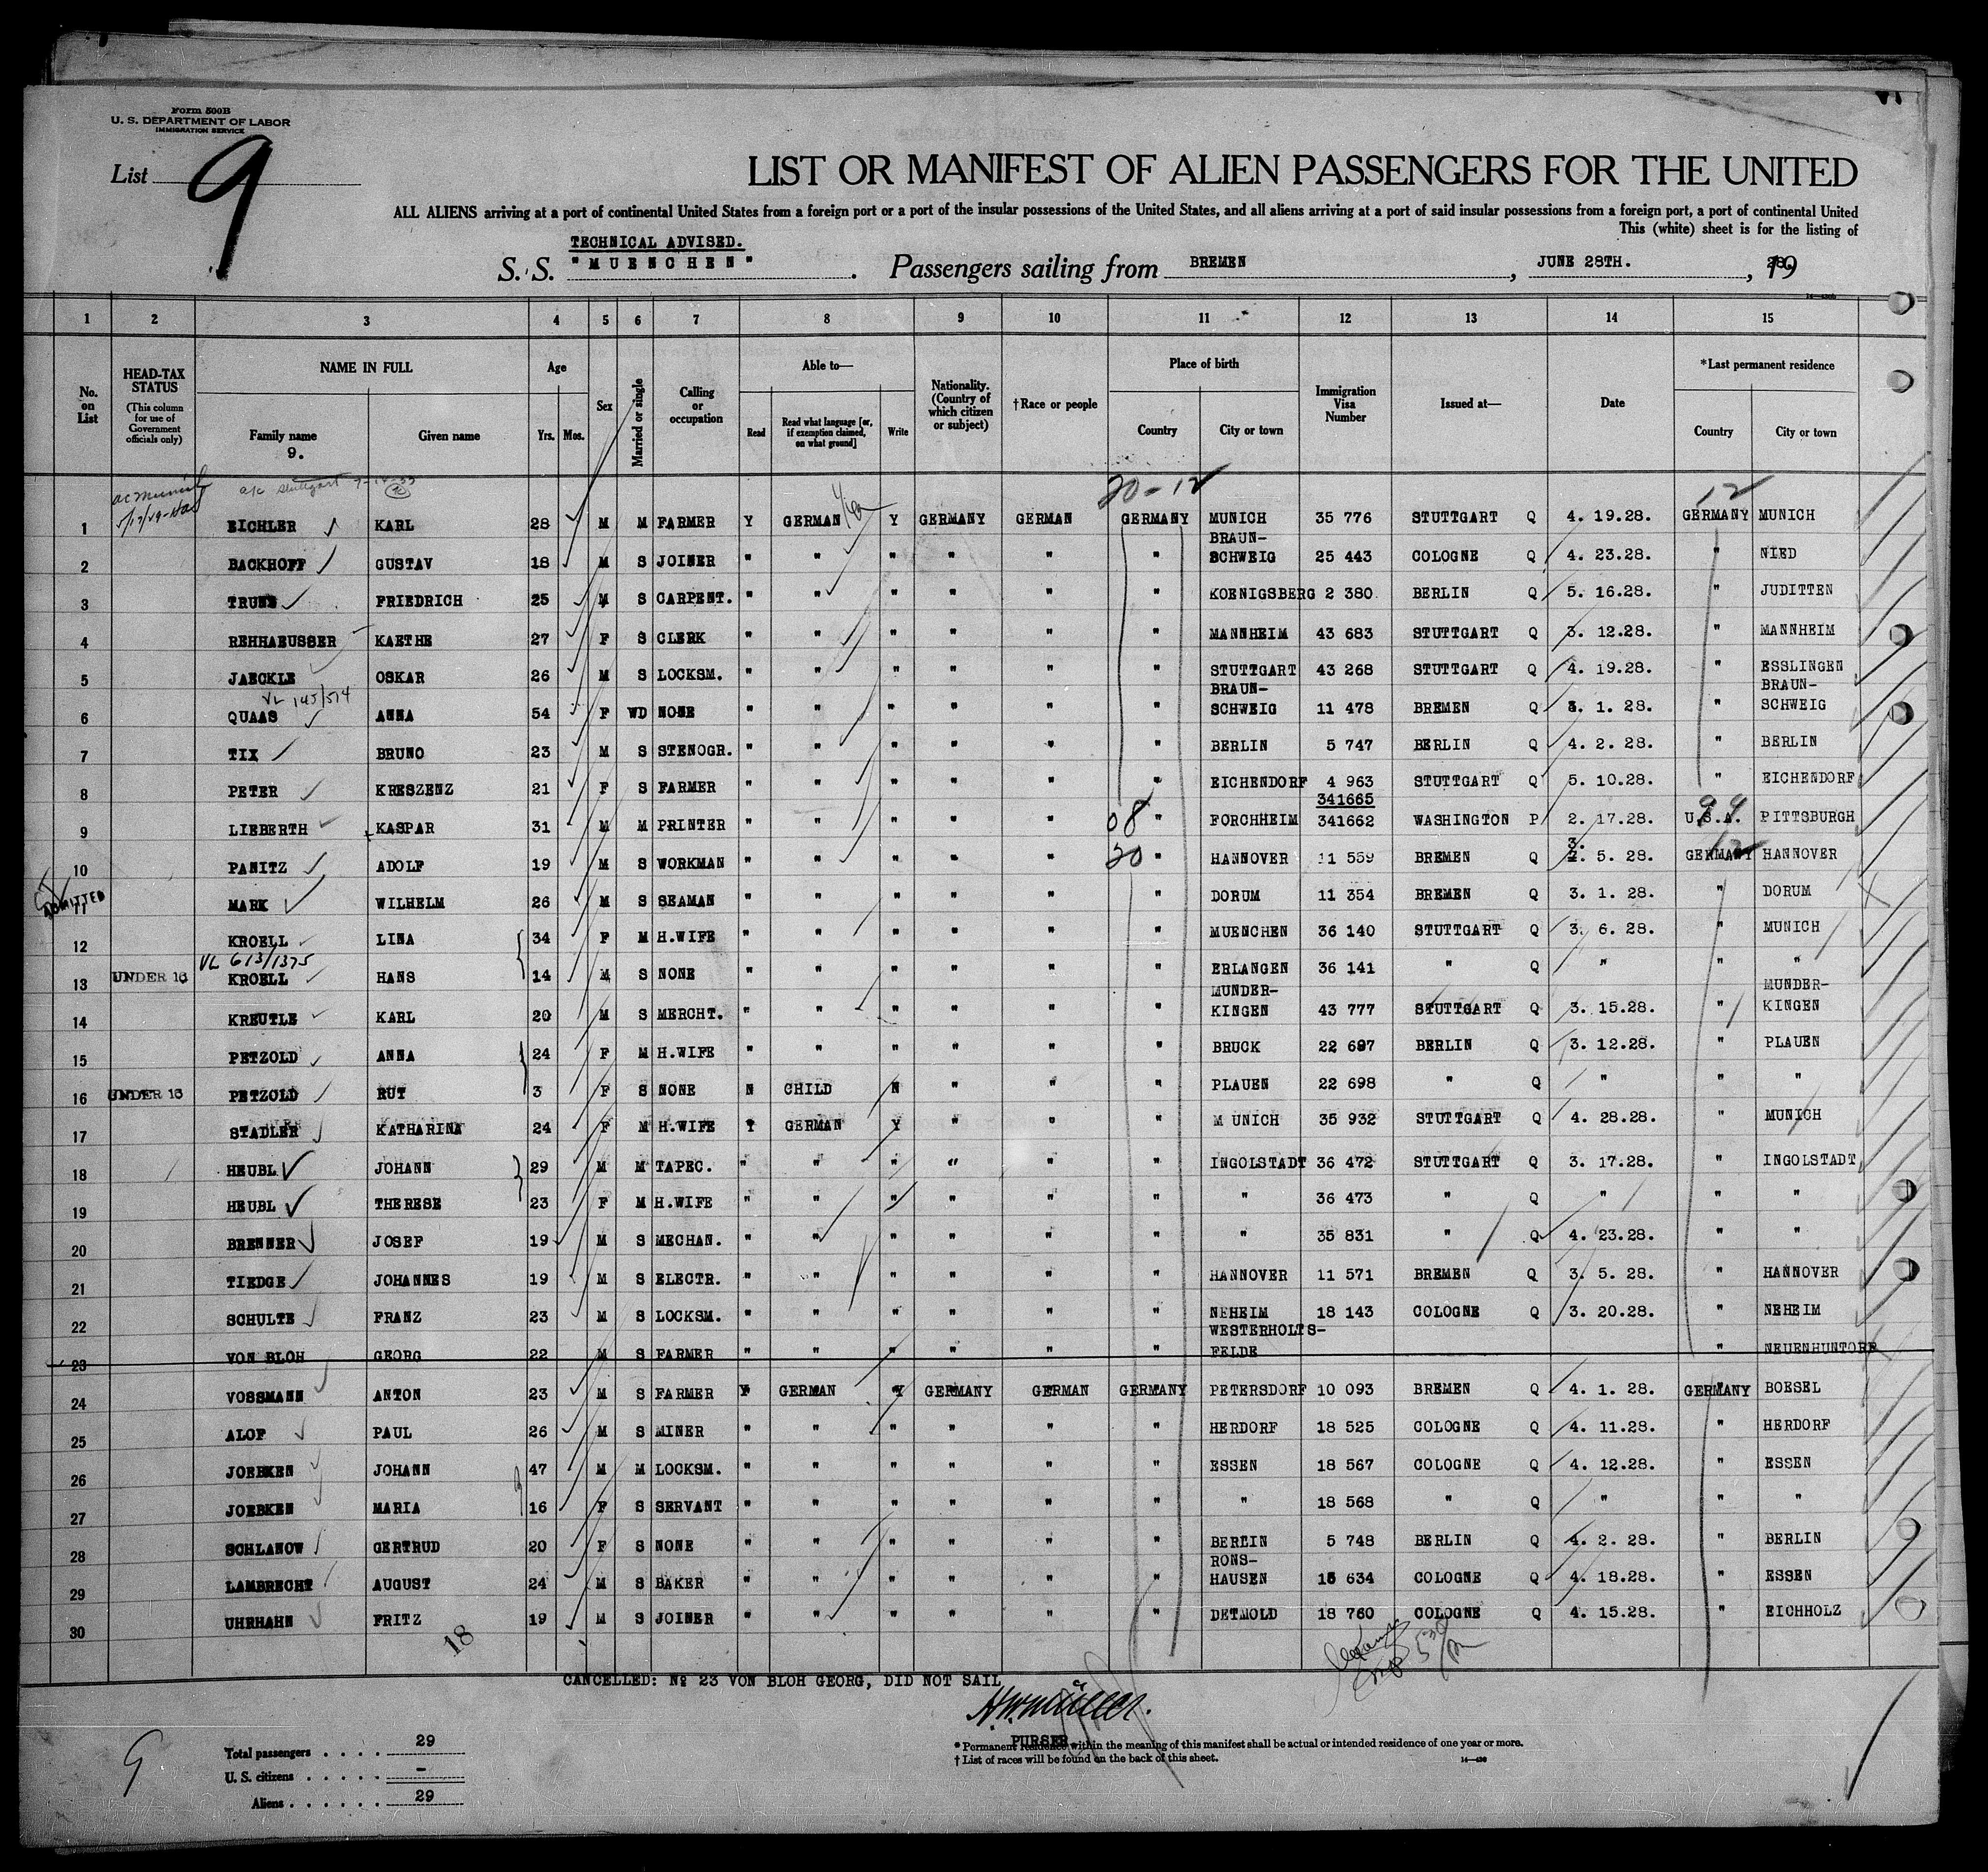 Form 500B
U. S. DEPARTMENT OF LABOR
IMMIGRATION SERVICE
List 9
LIST OR MANIFEST OF ALIEN PASSENGERS FOR THE UNITED
ALL ALIENS arriving at a port of continental United States from a foreign port or a port of the insular possessions of the United States, and all aliens arriving at a port of said insular possessions from a foreign port, a port of continental United
This (white) sheet is for the listing of
TECHNICAL ADVISED.
S. S. "MUENCHEN" . Passengers sailing from BREMEN , JUNE 28TH. , 1928.
1 2 3 4 5 6 7 8 9 10 11 12 13 14 15
No. on List
HEAD-TAX STATUS (This column for use of Government officials only)
NAME IN FULL
Family name
9.
Given name
Age
Yrs. Mos.
Sex
Married or single
Calling or occupation
Able to—
Read
Read what language [or, if exemption claimed, on what ground]
Write
Nationality. (Country of which citizen or subject)
†Race or people
Place of birth
Country
City or town
Immigration Visa Number
Issued at—
Date
*Last permanent residence
Country
City or town
20-12 12
1 EICHLER KARL 28 M M FARMER Y GERMAN Y GERMANY GERMAN GERMANY MUNICH 35 776 STUTTGART Q 4. 19.28. GERMANY MUNICH
2 BACKHOFF GUSTAV 18 M S JOINER " " " " " " BRAUN-SCHWEIG 25 443 COLOGNE Q 4. 23.28. " NIED
3 FRIEDRICH 25 M S CARPENT. " " " " " " KOENIGSBERG 2 380 BERLIN Q 5. 16.28. " JUDITTEN
4 REHHAEUSSER KAETHE 27 F S CLERK " " " " " " MANNHEIM 43 683 STUTTGART Q 3. 12.28. " MANNHEIM
5 JAECKLE OSKAR 26 M S LOCKSM. " " " " " " STUTTGART 43 268 STUTTGART Q 4. 19.28. " ESSLINGEN
VL 145/514
6 QUAAS ANNA 54 F WD NONE " " " " " " BRAUN-SCHWEIG 11 478 BREMEN Q 3. 1. 28. " BRAUN-SCHWEIG
7 TIX BRUNO 23 M S STENOGR. " " " " " " BERLIN 5 747 BERLIN Q 4. 2. 28. " BERLIN
8 PETER KRESZENZ 21 F S FARMER " " " " " " EICHENDORF 4 963 STUTTGART Q 5. 10.28. " EICHENDORF
341665
9 LIEBERTH KASPAR 31 M M PRINTER " " " " " 08 " FORCHHEIM 341662 WASHINGTON P 2. 17.28. U.S.A. 99 PITTSBURGH
10 PANITZ ADOLF 19 M S WORKMAN " " " " " 20 " HANNOVER 11 559 BREMEN Q 3. 5. 28. GERMANY 12 HANNOVER
ADMITTED
11 MARK WILHELM 26 M S SEAMAN " " " " " " DORUM 11 354 BREMEN Q 3. 1. 28. " DORUM
12 KROELL LINA 34 F M H.WIFE " " " " " " MUENCHEN 36 140 STUTTGART Q 3. 6. 28. " MUNICH
VL 613/1375
13 UNDER 16 KROELL HANS 14 M S NONE " " " " " " ERLANGEN 36 141 " Q " " "
14 KREUTLE KARL 20 M S MERCHT. " " " " " " MUNDER-KINGEN 43 777 STUTTGART Q 3. 15.28. " MUNDER-KINGEN
15 PETZOLD ANNA 24 F M H.WIFE " " " " " " BRUCK 22 697 BERLIN Q 3. 12.28. " PLAUEN
16 UNDER 16 PETZOLD RUT 3 F S NONE N CHILD N " " " PLAUEN 22 698 " Q " " "
17 STADLER KATHARINA 24 F M H.WIFE Y GERMAN Y " " " M UNICH 35 932 STUTTGART Q 4. 28.28. " MUNICH
18 HEUBL JOHANN 29 M M TAPEC. " " " " " " INGOLSTADT 36 472 STUTTGART Q 3. 17.28. " INGOLSTADT
19 HEUBL THERESE 23 F M H.WIFE " " " " " " " 36 473 " Q " " "
20 BRENNER JOSEF 19 M S MECHAN. " " " " " " " 35 831 " Q 4. 23.28. " "
21 TIEDGE JOHANNES 19 M S ELECTR. " " " " " " HANNOVER 11 571 BREMEN Q 3. 5. 28. " HANNOVER
22 SCHULTE FRANZ 23 M S LOCKSM. " " " " " " NEHEIM 18 143 COLOGNE Q 3. 20.28. " NEHEIM
23 VON BLOH GEORG 22 M S FARMER " " " " " " WESTERHOLTS-FELDE " NEUENHUNTORF
24 VOSSMANN ANTON 23 M S FARMER Y GERMAN Y GERMANY GERMAN GERMANY PETERSDORF 10 093 BREMEN Q 4. 1. 28. GERMANY BOESEL
25 ALOF PAUL 26 M S MINER " " " " " " HERDORF 18 525 COLOGNE Q 4. 11.28. " HERDORF
26 JOEBKEN JOHANN 47 M M LOCKSM. " " " " " " ESSEN 18 567 COLOGNE Q 4. 12.28. " ESSEN
27 JOEBKEN MARIA 16 F S SERVANT " " " " " " " 18 568 " Q " " "
28 SCHLANOW GERTRUD 20 F S NONE " " " " " " BERLIN 5 748 BERLIN Q 4. 2. 28. " BERLIN
29 LAMBRECHT AUGUST 24 M S BAKER " " " " " " RONS-HAUSEN 18 634 COLOGNE Q 4. 18.28. " ESSEN
30 UHRHAHN FRITZ 19 M S JOINER " " " " " " DETMOLD 18 760 COLOGNE Q 4. 15.28. " EICHHOLZ
18
CANCELLED: No 23 VON BLOH GEORG, DID NOT SAIL
PURSER.
9
Total passengers . . . . 29
U. S. citizens . . . . . -
Aliens . . . . . . 29
* Permanent residence within the meaning of this manifest shall be actual or intended residence of one year or more.
† List of races will be found on the back of this sheet.